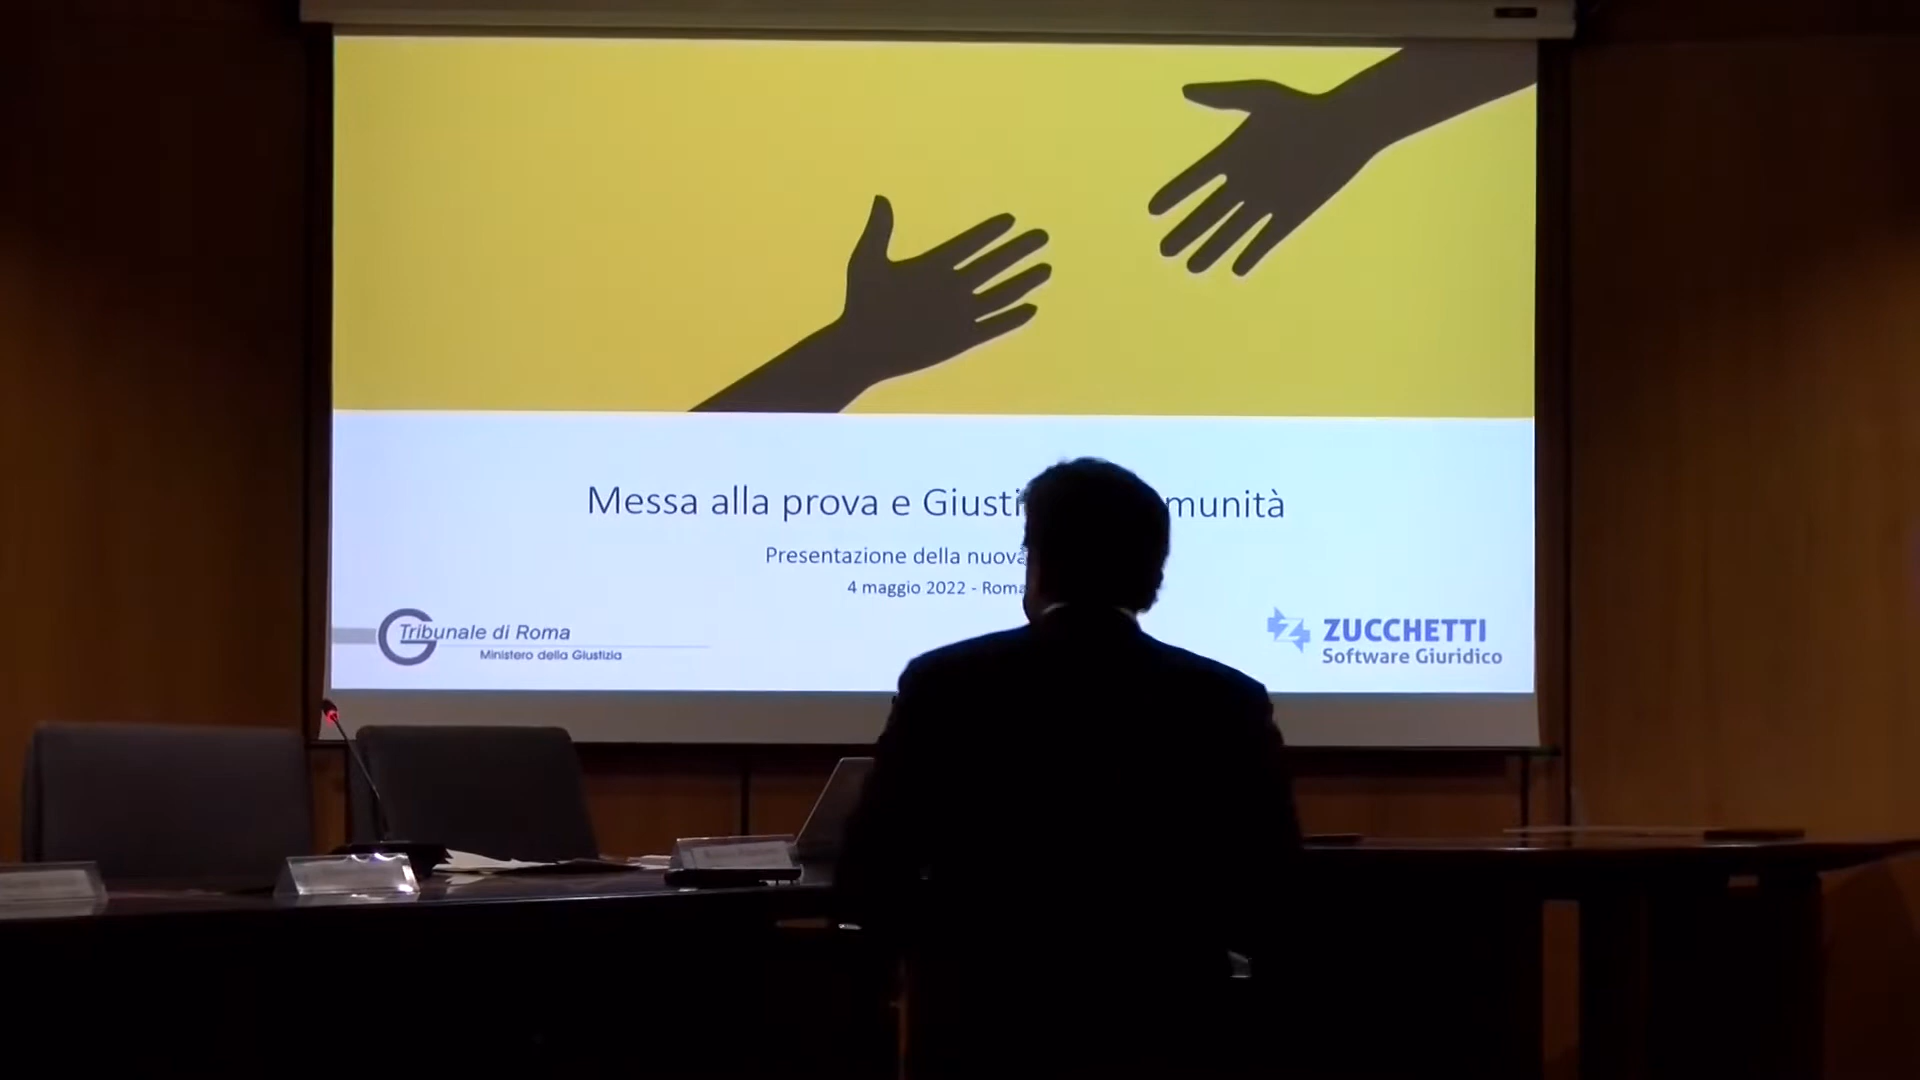 Messa alla prova e Giusti munità
Presentazione della nuova
4 maggio 2022 - Roma
Tribunale di Roma
Ministero della Giustizia
ZUCCHETTI
Software Giuridico